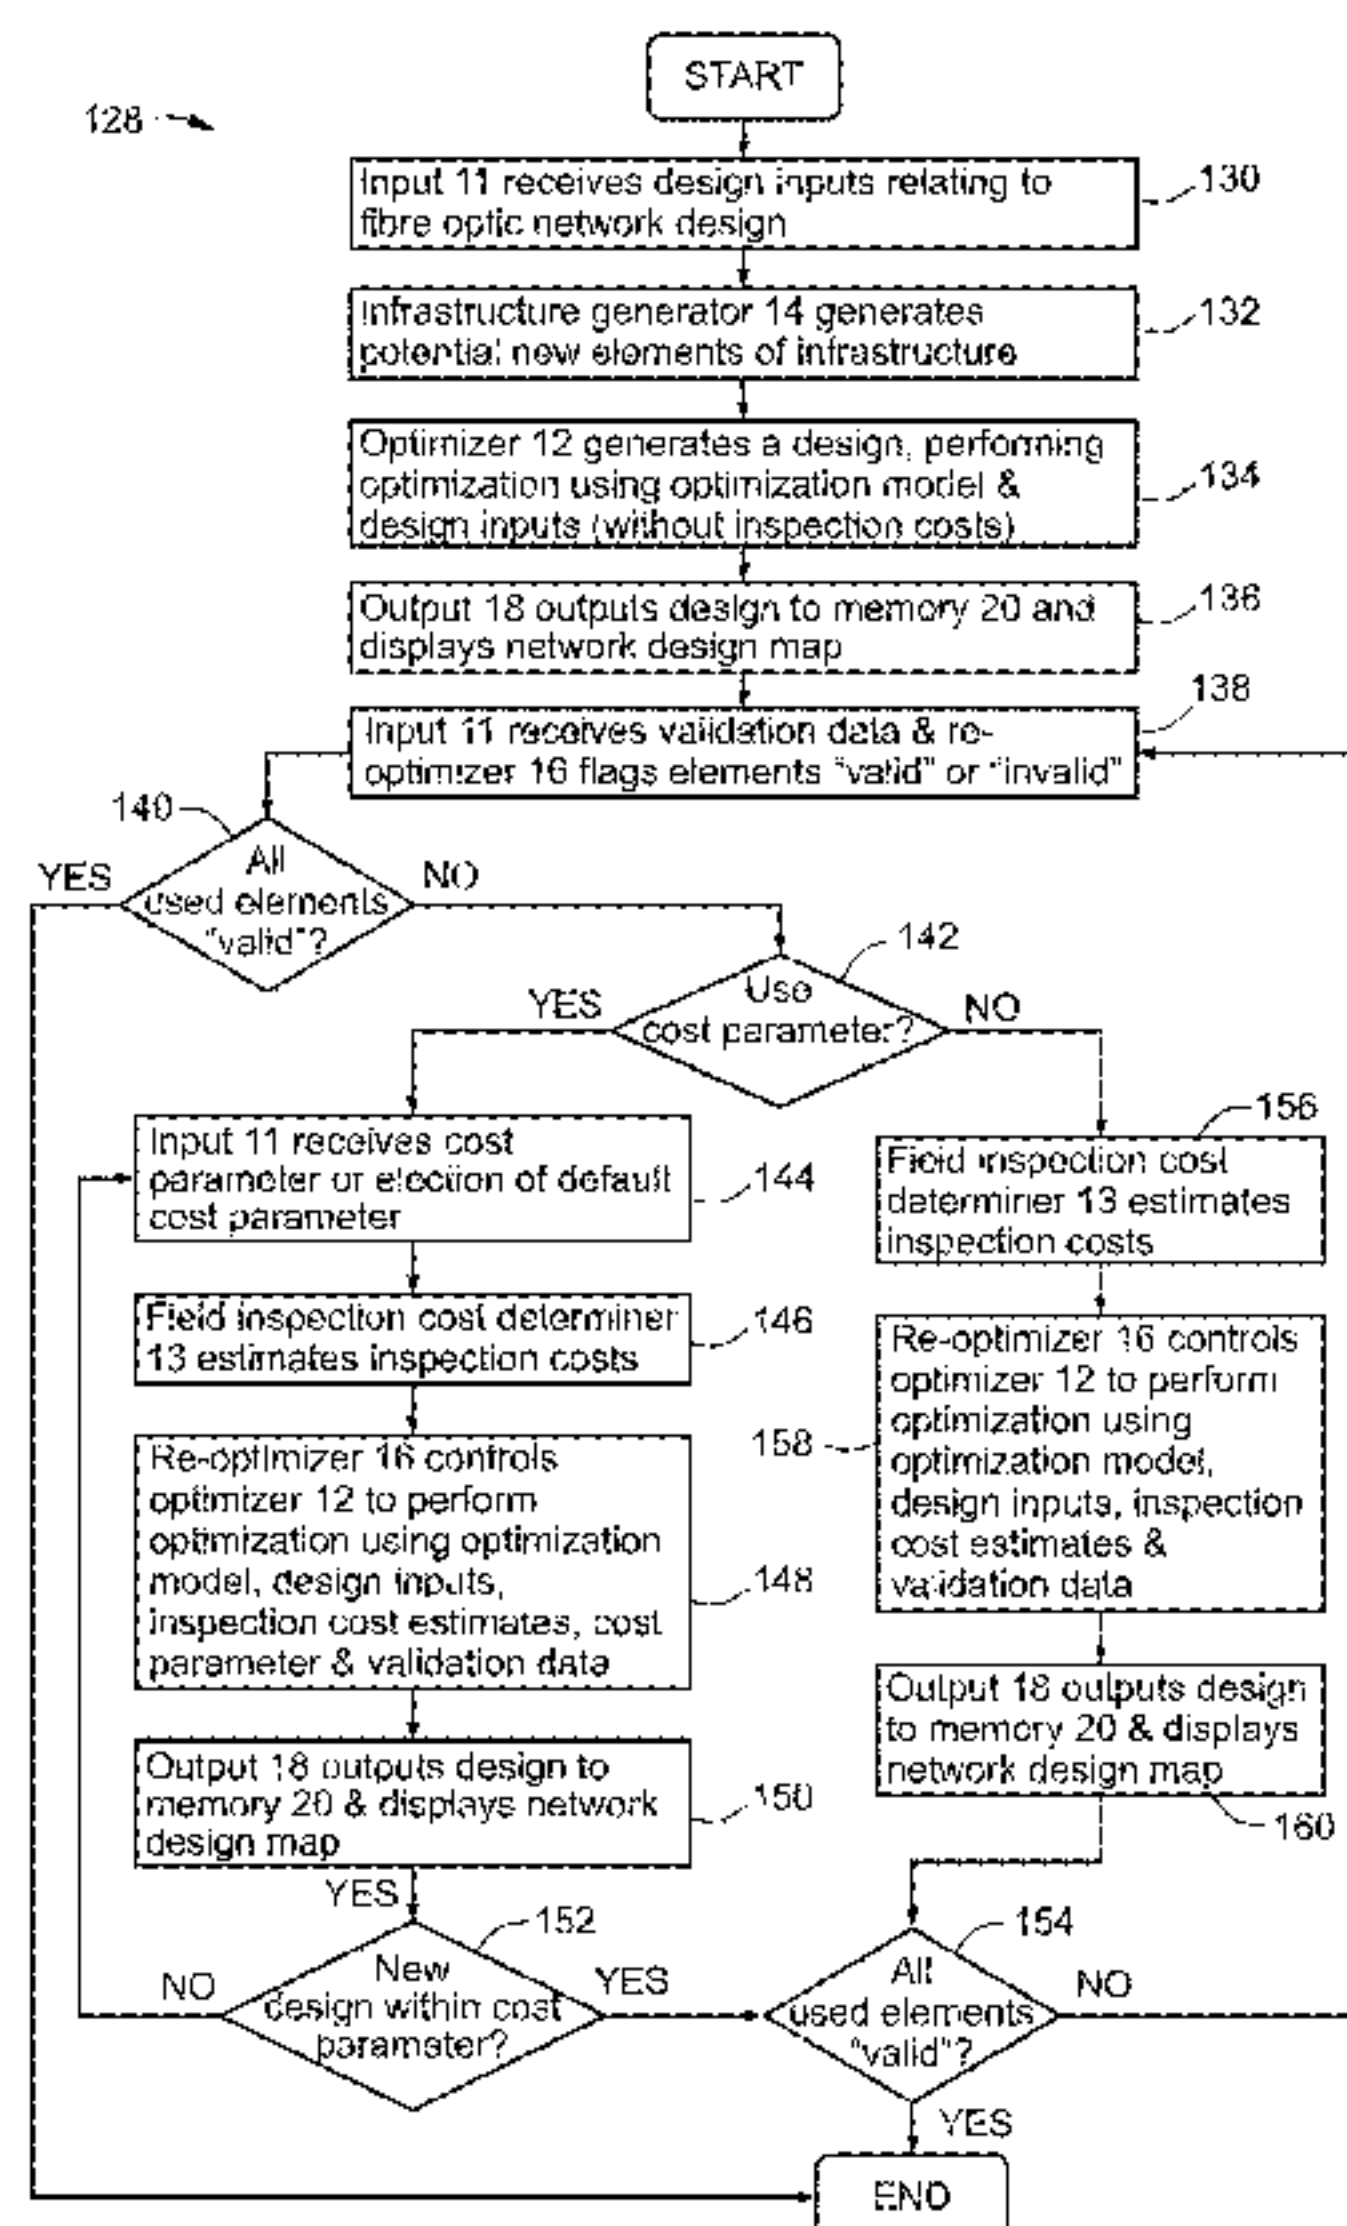 START
128
Input 11 receives design inputs relating to
fibre optic network design
130
Infrastructure generator 14 generates
potential new elements of infrastructure
132
Optimizer 12 generates a design, performing
optimization using optimization model &
design inputs (without inspection costs)
134
Output 18 outputs design to memory 20 and
displays network design map
136
Input 11 receives validation data & re-
optimizer 16 flags elements "valid" or "invalid"
138
140
All
used elements
"valid"?
YES
NO
142
Use
cost parameter?
YES
NO
Input 11 receives cost
parameter or election of default
cost parameter
144
Field inspection cost determiner
13 estimates inspection costs
146
Re-optimizer 16 controls
optimizer 12 to perform
optimization using optimization
model, design inputs,
inspection cost estimates, cost
parameter & validation data
148
Output 18 outputs design to
memory 20 & displays network
design map
150
YES
152
New
design within cost
parameter?
NO
YES
156
Field inspection cost
determiner 13 estimates
inspection costs
Re-optimizer 16 controls
optimizer 12 to perform
optimization using
optimization model,
design inputs, inspection
cost estimates &
validation data
158
Output 18 outputs design
to memory 20 & displays
network design map
160
154
All
used elements
"valid"?
NO
YES
END